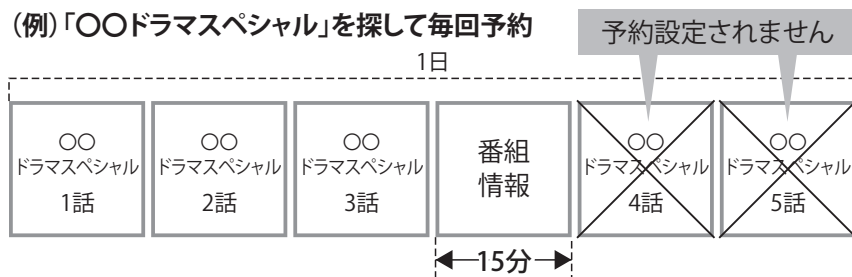 (例)「〇〇ドラマスペシャル」を探して毎回予約
予約設定されません
1日
〇〇
ドラマスペシャル
1話
〇〇
ドラマスペシャル
2話
〇〇
ドラマスペシャル
3話
番組
情報
〇〇
ドラマスペシャル
4話
〇〇
ドラマスペシャル
5話
15分